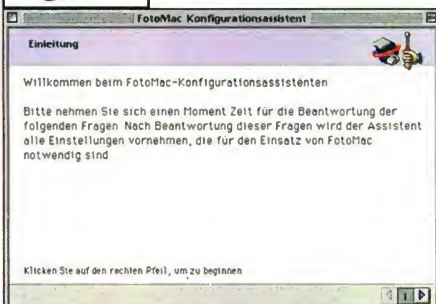 FotoMac Konfigurationsassistent
Einleitung
Willkommen beim FotoMac-Konfigurationsassistenten
Bitte nehmen Sie sich einen Moment Zeit für die Beantwortung der
folgenden Fragen Nach Beantwortung dieser Fragen wird der Assistent
alle Einstellungen vornehmen, die für den Einsatz von FotoMac
notwendig sind
Klicken Sie auf den rechten Pfeil, um zu beginnen
1